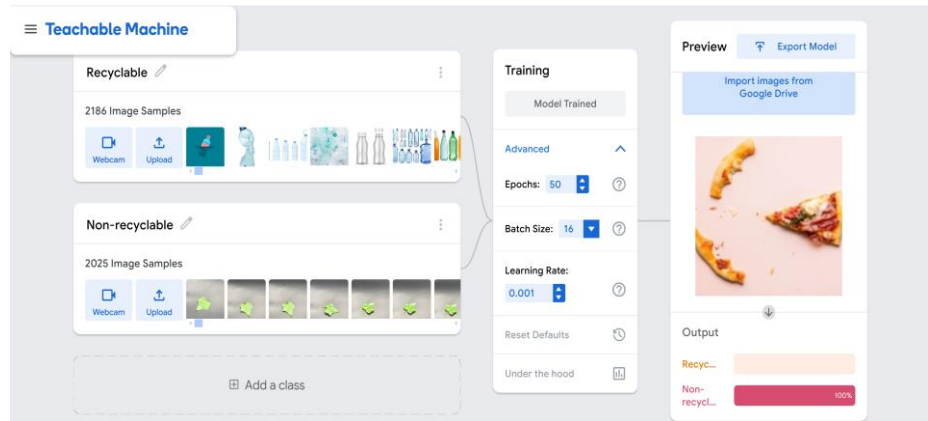 Teachable Machine
Recyclable
2186 Image Samples
Webcam
Upload
Non-recyclable
2025 Image Samples
Webcam
Upload
Add a class
Training
Model Trained
Advanced
Epochs: 50
Batch Size: 16
Learning Rate:
0.001
Reset Defaults
Under the hood
Preview
Export Model
Import images from
Google Drive
Output
Recyc...
Non-
recycl...
100%